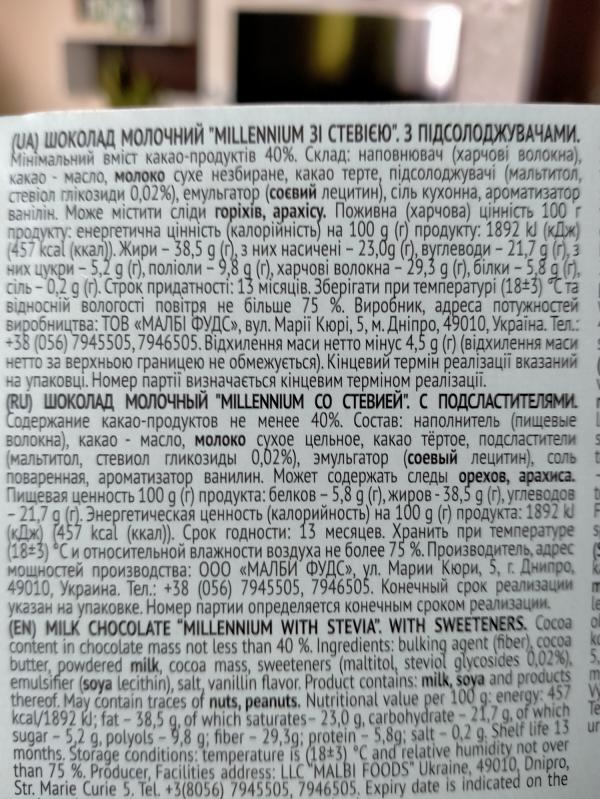 (UA) ШОКОЛАД МОЛОЧНИЙ "MILLENNIUM ЗІ СТЕВІЄЮ". З ПІДСОЛОДЖУВАЧАМИ.
Мінімальний вміст какао-продуктів 40%. Склад: наповнювач (харчові волокна),
какао - масло, молоко сухе незбиране, какао терте, підсолоджувачі (мальтитол,
стевіол глікозиди 0,02%), емульгатор (соєвий лецитин), сіль кухонна, ароматизатор
ванілін. Може містити сліди горіхів, арахісу. Поживна (харчова) цінність 100 г
продукту: енергетична цінність (калорійність) на 100 g (г) продукту: 1892 kJ (кДж)
(457 kcal (ккал)). Жири – 38,5 g (г), з них насичені – 23,0g (г), вуглеводи – 21,7 g (г), з
них цукри – 5,2 g (г), поліоли – 9,8 g (г), харчові волокна – 29,3 g (г), білки – 5,8 g (г),
сіль – 0,2 g (г). Строк придатності: 13 місяців. Зберігати при температурі (18±3) °С та
відносній вологості повітря не більше 75 %. Виробник, адреса потужностей
виробництва: ТОВ «МАЛБІ ФУДС», вул. Марії Кюрі, 5, м. Дніпро, 49010, Україна. Тел.:
+38 (056) 7945505, 7946505. Відхилення маси нетто мінус 4,5 g (г) (відхилення маси
нетто за верхньою границею не обмежується). Кінцевий термін реалізації вказаний
на упаковці. Номер партії визначається кінцевим терміном реалізації.
(RU) ШОКОЛАД МОЛОЧНЫЙ "MILLENNIUM СО СТЕВИЕЙ". С ПОДСЛАСТИТЕЛЯМИ.
Содержание какао-продуктов не менее 40%. Состав: наполнитель (пищевые
волокна), какао - масло, молоко сухое цельное, какао тёртое, подсластители
(мальтитол, стевиол гликозиды 0,02%), эмульгатор (соевый лецитин), соль
поваренная, ароматизатор ванилин. Может содержать следы орехов, арахиса.
Пищевая ценность 100 g (г) продукта: белков – 5,8 g (г), жиров - 38,5 g (г), углеводов
– 21,7 g (г). Энергетическая ценность (калорийность) на 100 g (г) продукта: 1892 kJ
(кДж) (457 kcal (ккал)). Срок годности: 13 месяцев. Хранить при температуре
(18±3) °С и относительной влажности воздуха не более 75 %. Производитель, адрес
мощностей производства: ООО «МАЛБИ ФУДС», ул. Марии Кюри, 5, г. Днипро,
49010, Украина. Тел.: +38 (056) 7945505, 7946505. Конечный срок реализации
указан на упаковке. Номер партии определяется конечным сроком реализации.
(EN) MILK CHOCOLATE "MILLENNIUM WITH STEVIA". WITH SWEETENERS. Cocoa
content in chocolate mass not less than 40 %. Ingredients: bulking agent (fiber), cocoa
butter, powdered milk, cocoa mass, sweeteners (maltitol, steviol glycosides 0,02%),
emulsifier (soya lecithin), salt, vanillin flavor. Product contains: milk, soya and products
thereof. May contain traces of nuts, peanuts. Nutritional value per 100 g: energy: 457
kcal/1892 kJ; fat – 38,5 g, of which saturates – 23,0 g, carbohydrate – 21,7 g, of which
sugar – 5,2 g, polyols – 9,8 g; fiber – 29,3g; protein – 5,8g; salt – 0,2 g. Shelf life 13
months. Storage conditions: temperature is (18±3) °C and relative humidity not over
than 75 %. Producer, Facilities address: LLC "MALBI FOODS" Ukraine, 49010, Dnipro,
Str. Marie Curie 5. Tel. +3(8056) 7945505, 7946505. Expiry date is indicated on the